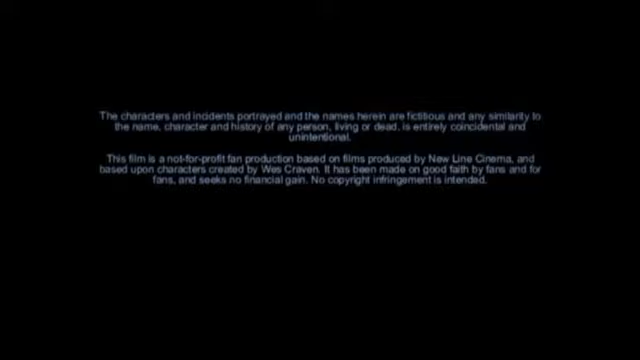 The characters and incidents portrayed and the names herein are fictitious and any similarity to
the name, character and history of any person, living or dead, is entirely coincidental and
unintentional.
This film is a not-for-profit fan production based on films produced by New Line Cinema, and
based upon characters created by Wes Craven. It has been made on good faith by fans and for
fans, and seeks no financial gain. No copyright infringement is intended.